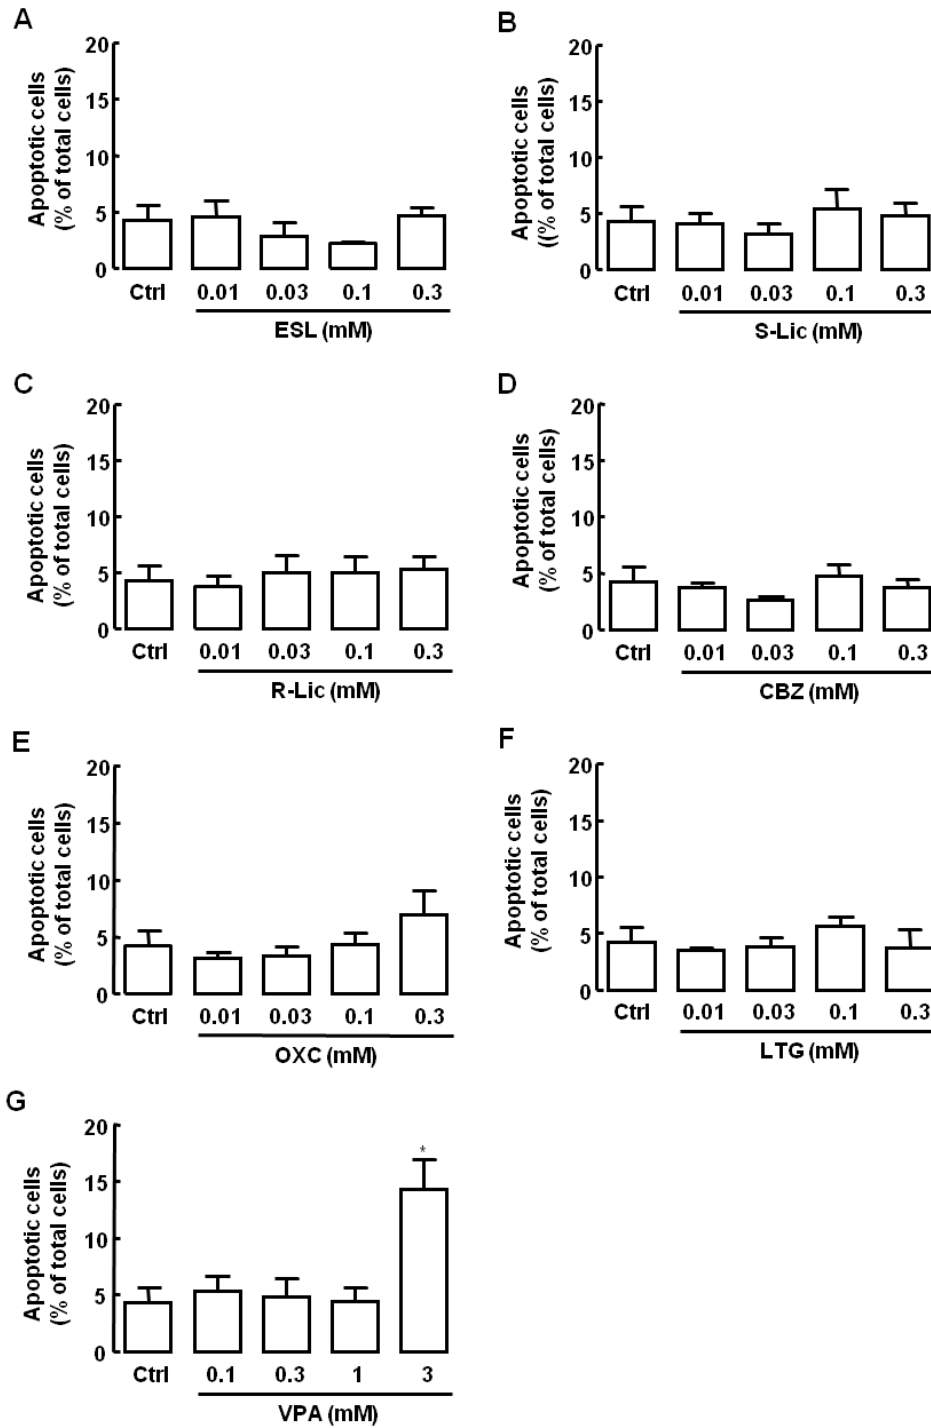 A
Apoptotic cells
(% of total cells)
20
15
10
5
0
Ctrl 0.01 0.03 0.1 0.3
ESL (mM)
B
Apoptotic cells
((% of total cells)
20
15
10
5
0
Ctrl 0.01 0.03 0.1 0.3
S-Lic (mM)
C
Apoptotic cells
(% of total cells)
20
15
10
5
0
Ctrl 0.01 0.03 0.1 0.3
R-Lic (mM)
D
Apoptotic cells
(% of total cells)
20
15
10
5
0
Ctrl 0.01 0.03 0.1 0.3
CBZ (mM)
E
Apoptotic cells
(% of total cells)
20
15
10
5
0
Ctrl 0.01 0.03 0.1 0.3
OXC (mM)
F
Apoptotic cells
(% of total cells)
20
15
10
5
0
Ctrl 0.01 0.03 0.1 0.3
LTG (mM)
G
Apoptotic cells
(% of total cells)
20
15
10
5
0
*
Ctrl 0.1 0.3 1 3
VPA (mM)